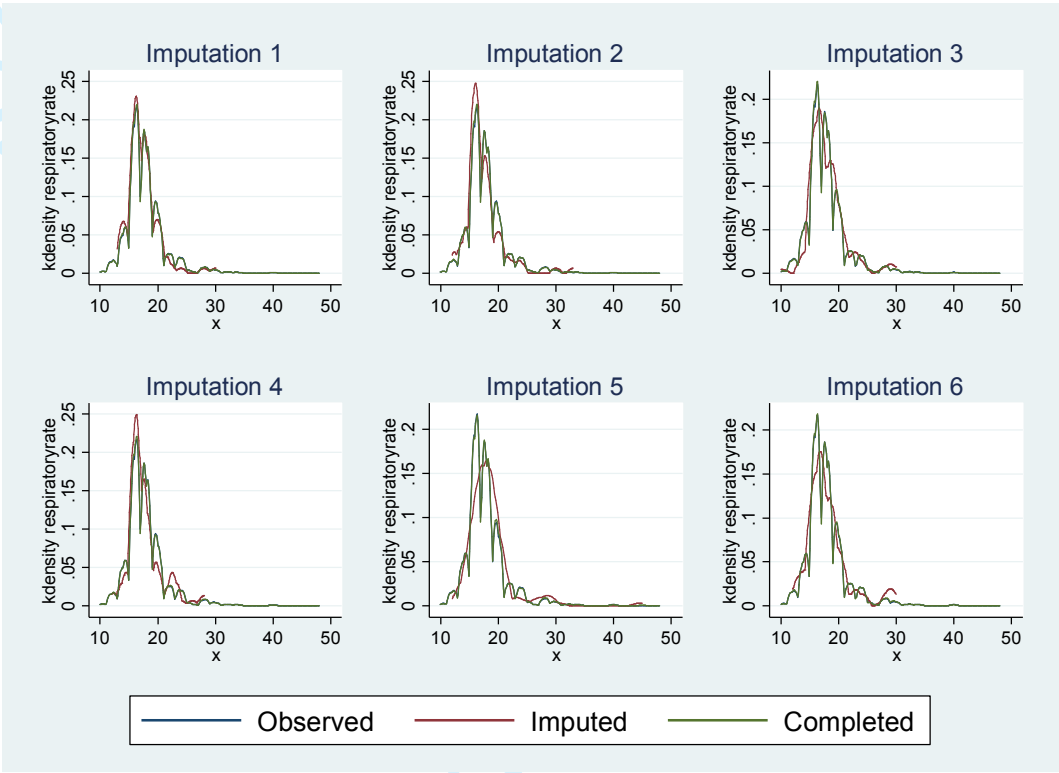 Imputation 1
kdensity respiratoryrate
0 .05 .1 .15 .2 .25
10 20 30 40 50
x
Imputation 2
kdensity respiratoryrate
0 .05 .1 .15 .2 .25
10 20 30 40 50
x
Imputation 3
kdensity respiratoryrate
0 .05 .1 .15 .2
10 20 30 40 50
x
Imputation 4
kdensity respiratoryrate
0 .05 .1 .15 .2 .25
10 20 30 40 50
x
Imputation 5
kdensity respiratoryrate
0 .05 .1 .15 .2
10 20 30 40 50
x
Imputation 6
kdensity respiratoryrate
0 .05 .1 .15 .2
10 20 30 40 50
x
Observed Imputed Completed